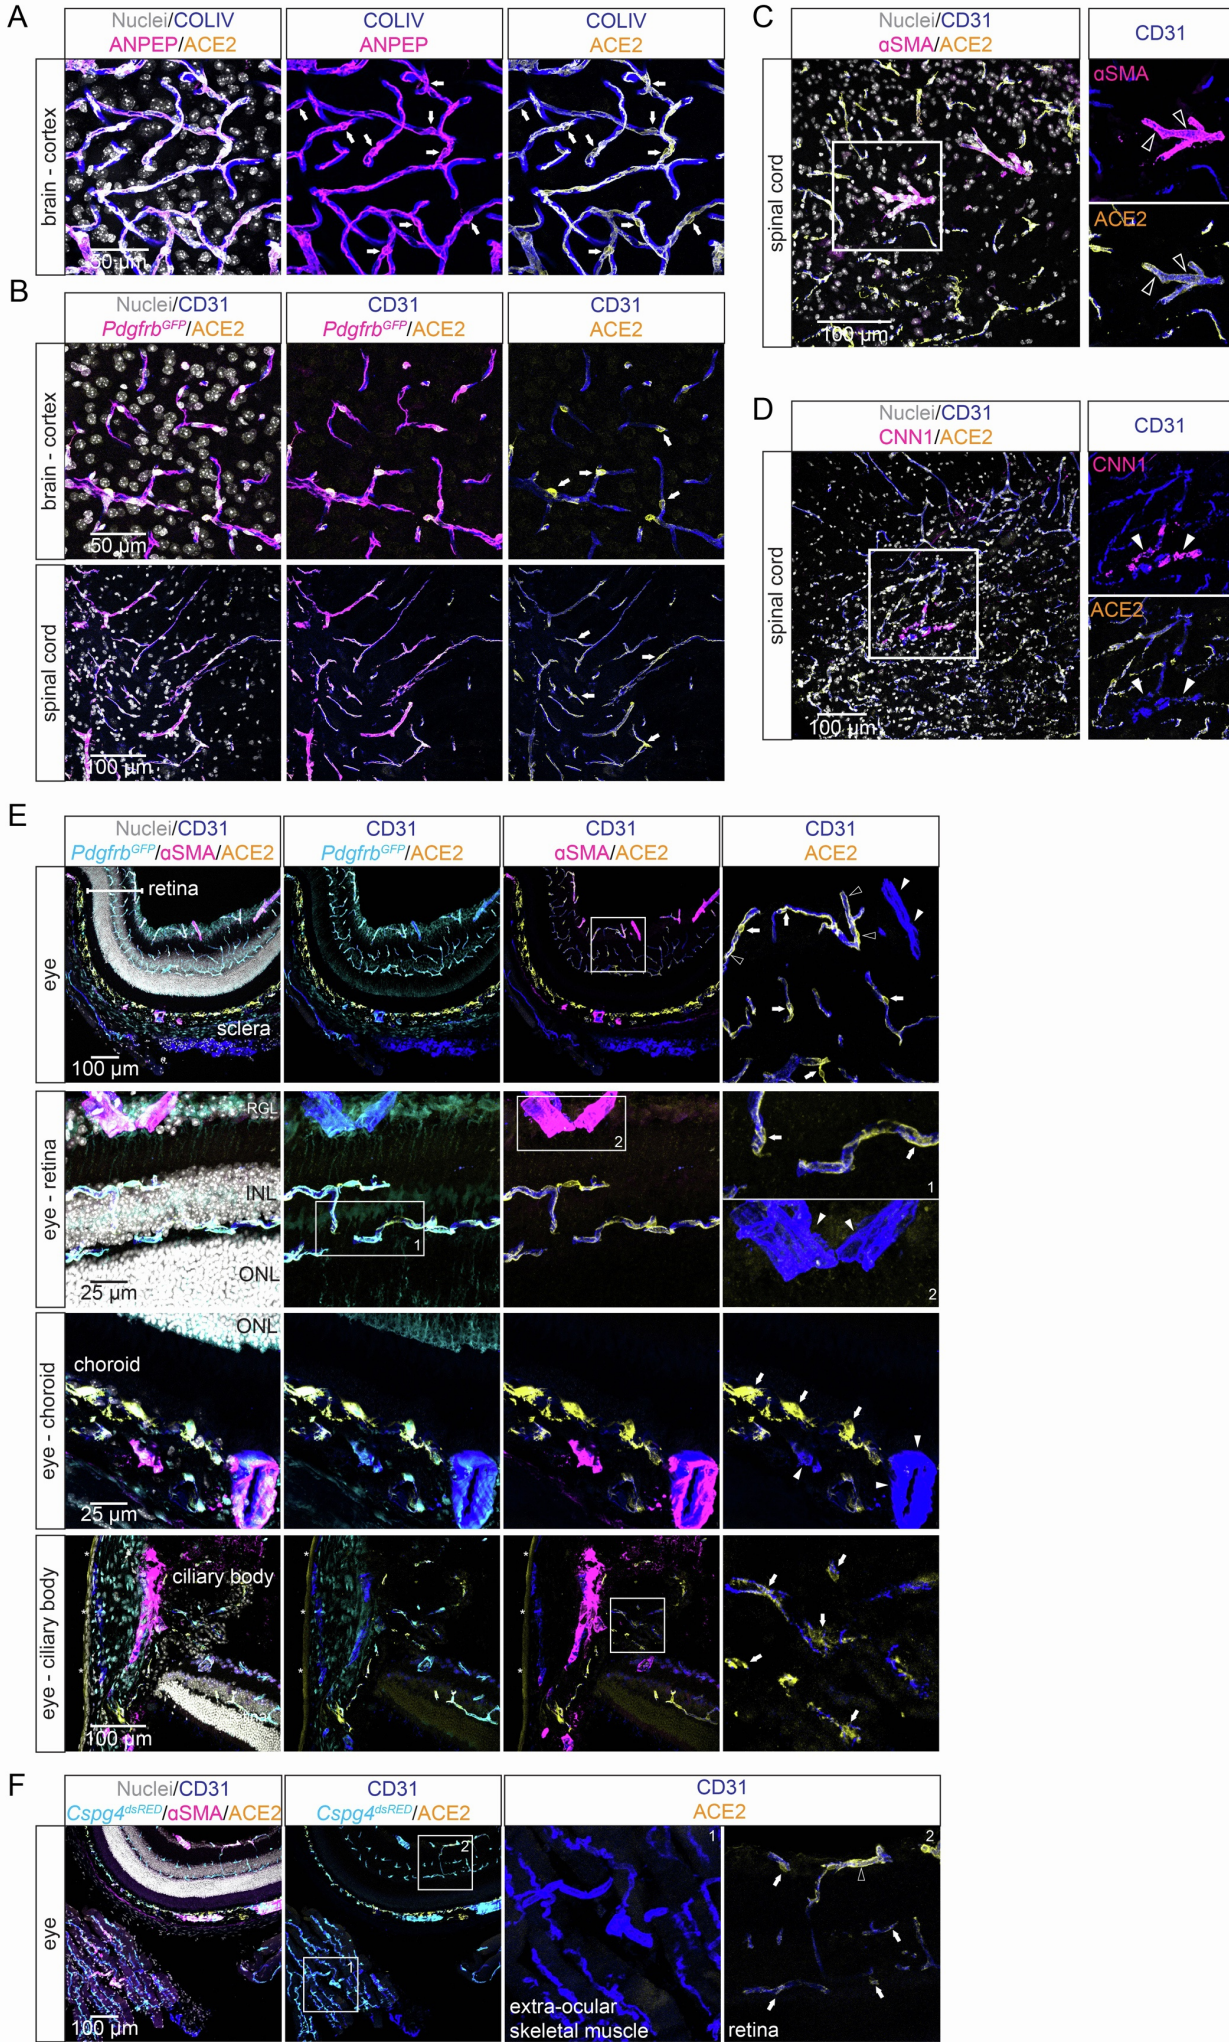 A
Nuclei/COLIV
ANPEP/ACE2
COLIV
ANPEP
COLIV
ACE2
brain - cortex
50 µm
B
Nuclei/CD31
PdgfrbGFP/ACE2
CD31
PdgfrbGFP/ACE2
CD31
ACE2
brain - cortex
50 µm
spinal cord
100 µm
C
Nuclei/CD31
αSMA/ACE2
CD31
spinal cord
100 µm
αSMA
ACE2
D
Nuclei/CD31
CNN1/ACE2
CD31
spinal cord
100 µm
CNN1
ACE2
E
Nuclei/CD31
PdgfrbGFP/αSMA/ACE2
CD31
PdgfrbGFP/ACE2
CD31
αSMA/ACE2
CD31
ACE2
eye
retina
sclera
100 µm
eye - retina
RGL
INL
ONL
25 µm
1
2
1
2
eye - choroid
ONL
choroid
25 µm
eye - ciliary body
ciliary body
100 µm
*
*
*
*
*
*
*
*
*
F
Nuclei/CD31
Cspg4dsRED/αSMA/ACE2
CD31
Cspg4dsRED/ACE2
CD31
ACE2
eye
100 µm
2
1
1
extra-ocular
skeletal muscle
2
retina